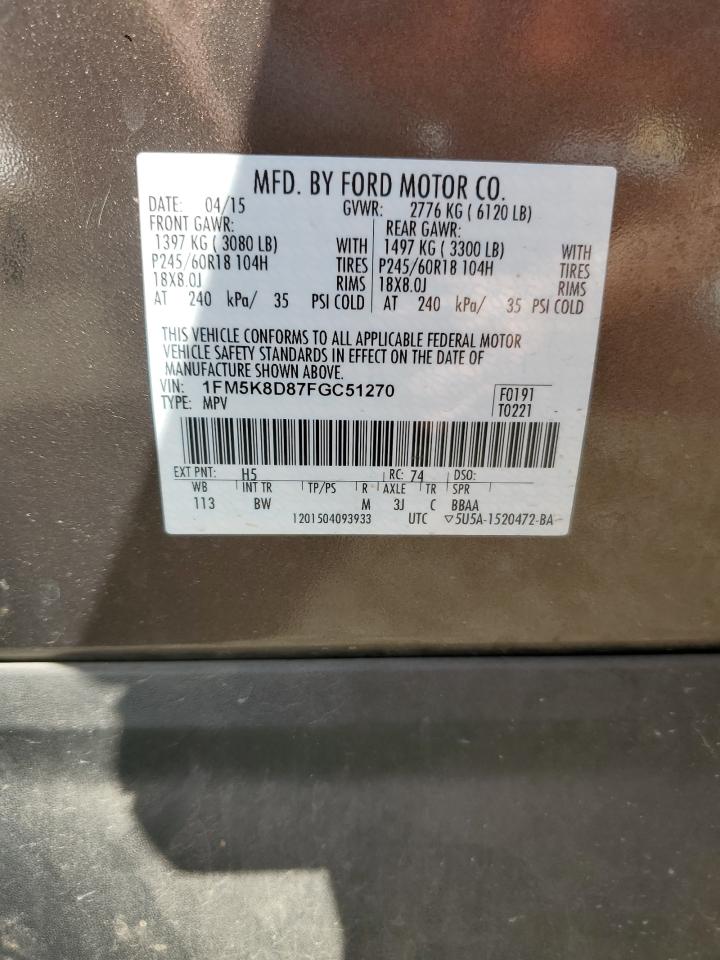 MFD. BY FORD MOTOR CO.
DATE: 04/15 GVWR: 2776 KG ( 6120 LB)
FRONT GAWR: REAR GAWR:
1397 KG ( 3080 LB) WITH 1497 KG ( 3300 LB) WITH
P245/60R18 104H TIRES P245/60R18 104H TIRES
18X8.0J RIMS 18X8.0J RIMS
AT 240 kPa/ 35 PSI COLD AT 240 kPa/ 35 PSI COLD
THIS VEHICLE CONFORMS TO ALL APPLICABLE FEDERAL MOTOR
VEHICLE SAFETY STANDARDS IN EFFECT ON THE DATE OF
MANUFACTURE SHOWN ABOVE.
VIN: 1FM5K8D87FGC51270 F0191
TYPE: MPV T0221
EXT PNT: H5 RC: 74 DSO:
WB INT TR TP/PS R AXLE TR SPR
113 BW M 3J C BBAA
1201504093933 UTC ▽5U5A-1520472-BA